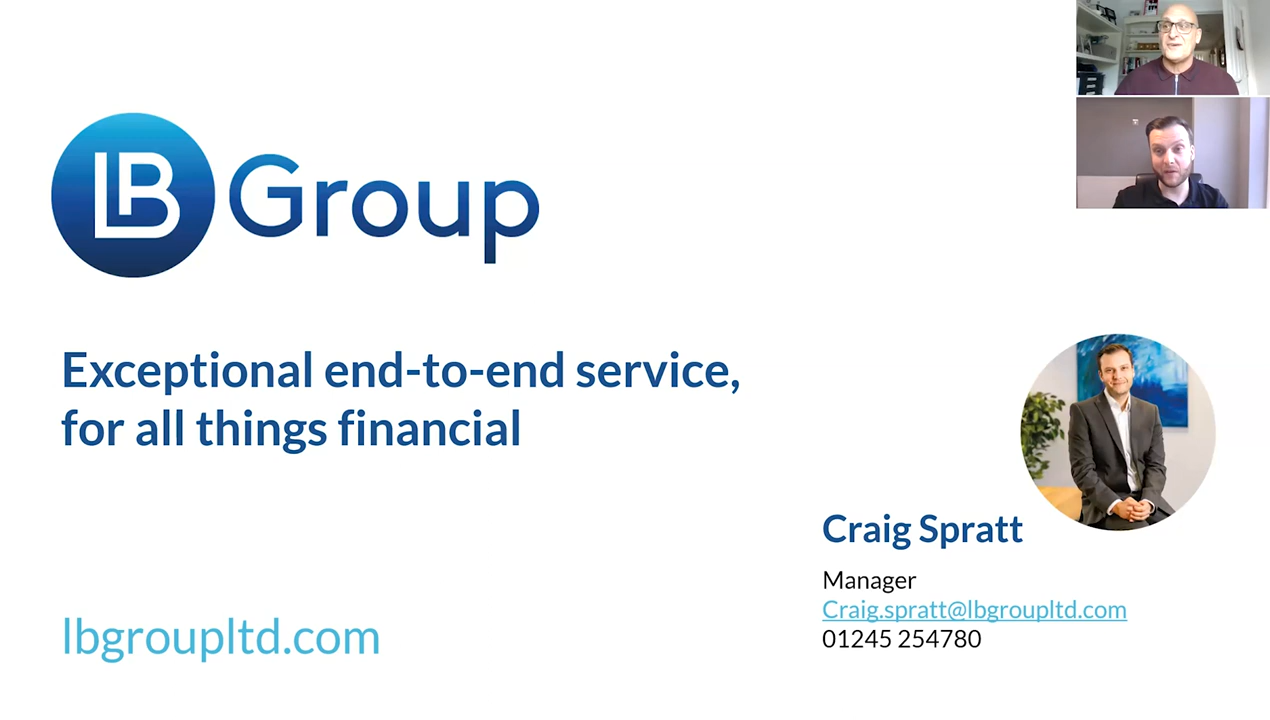 LB Group
Exceptional end-to-end service,
for all things financial
Craig Spratt
Manager
Craig.spratt@lbgroupltd.com
01245 254780
lbgroupltd.com